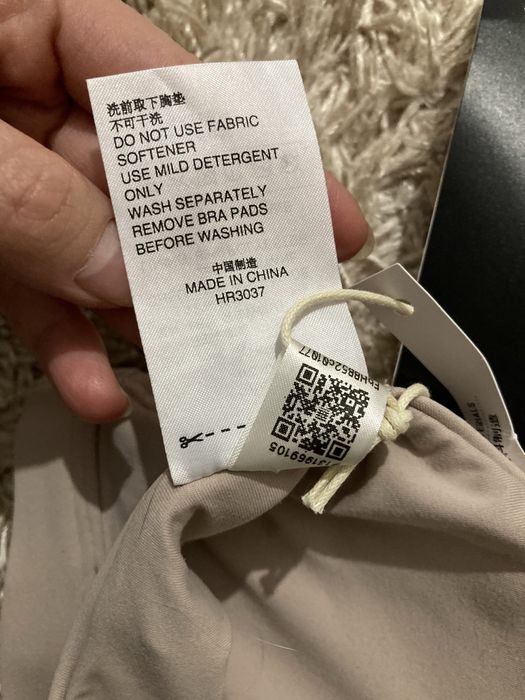 洗前取下胸垫
不可干洗
DO NOT USE FABRIC
SOFTENER
USE MILD DETERGENT
ONLY
WASH SEPARATELY
REMOVE BRA PADS
BEFORE WASHING
中国制造
MADE IN CHINA
HR3037